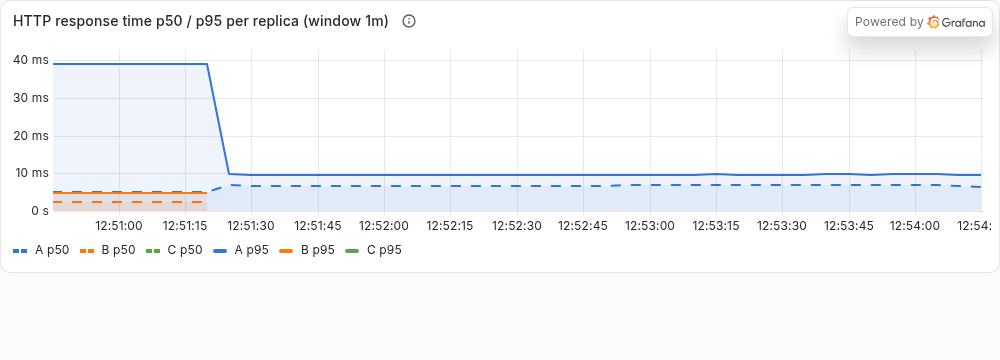 HTTP response time p50 / p95 per replica (window 1m)
Powered by Grafana
40 ms
30 ms
20 ms
10 ms
0 s
12:51:00 12:51:15 12:51:30 12:51:45 12:52:00 12:52:15 12:52:30 12:52:45 12:53:00 12:53:15 12:53:30 12:53:45 12:54:00 12:54:
A p50 B p50 C p50 A p95 B p95 C p95